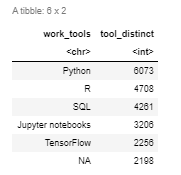 A tibble: 6 x 2
work_tools tool_distinct
<chr> <int>
Python 6073
R 4708
SQL 4261
Jupyter notebooks 3206
TensorFlow 2256
NA 2198